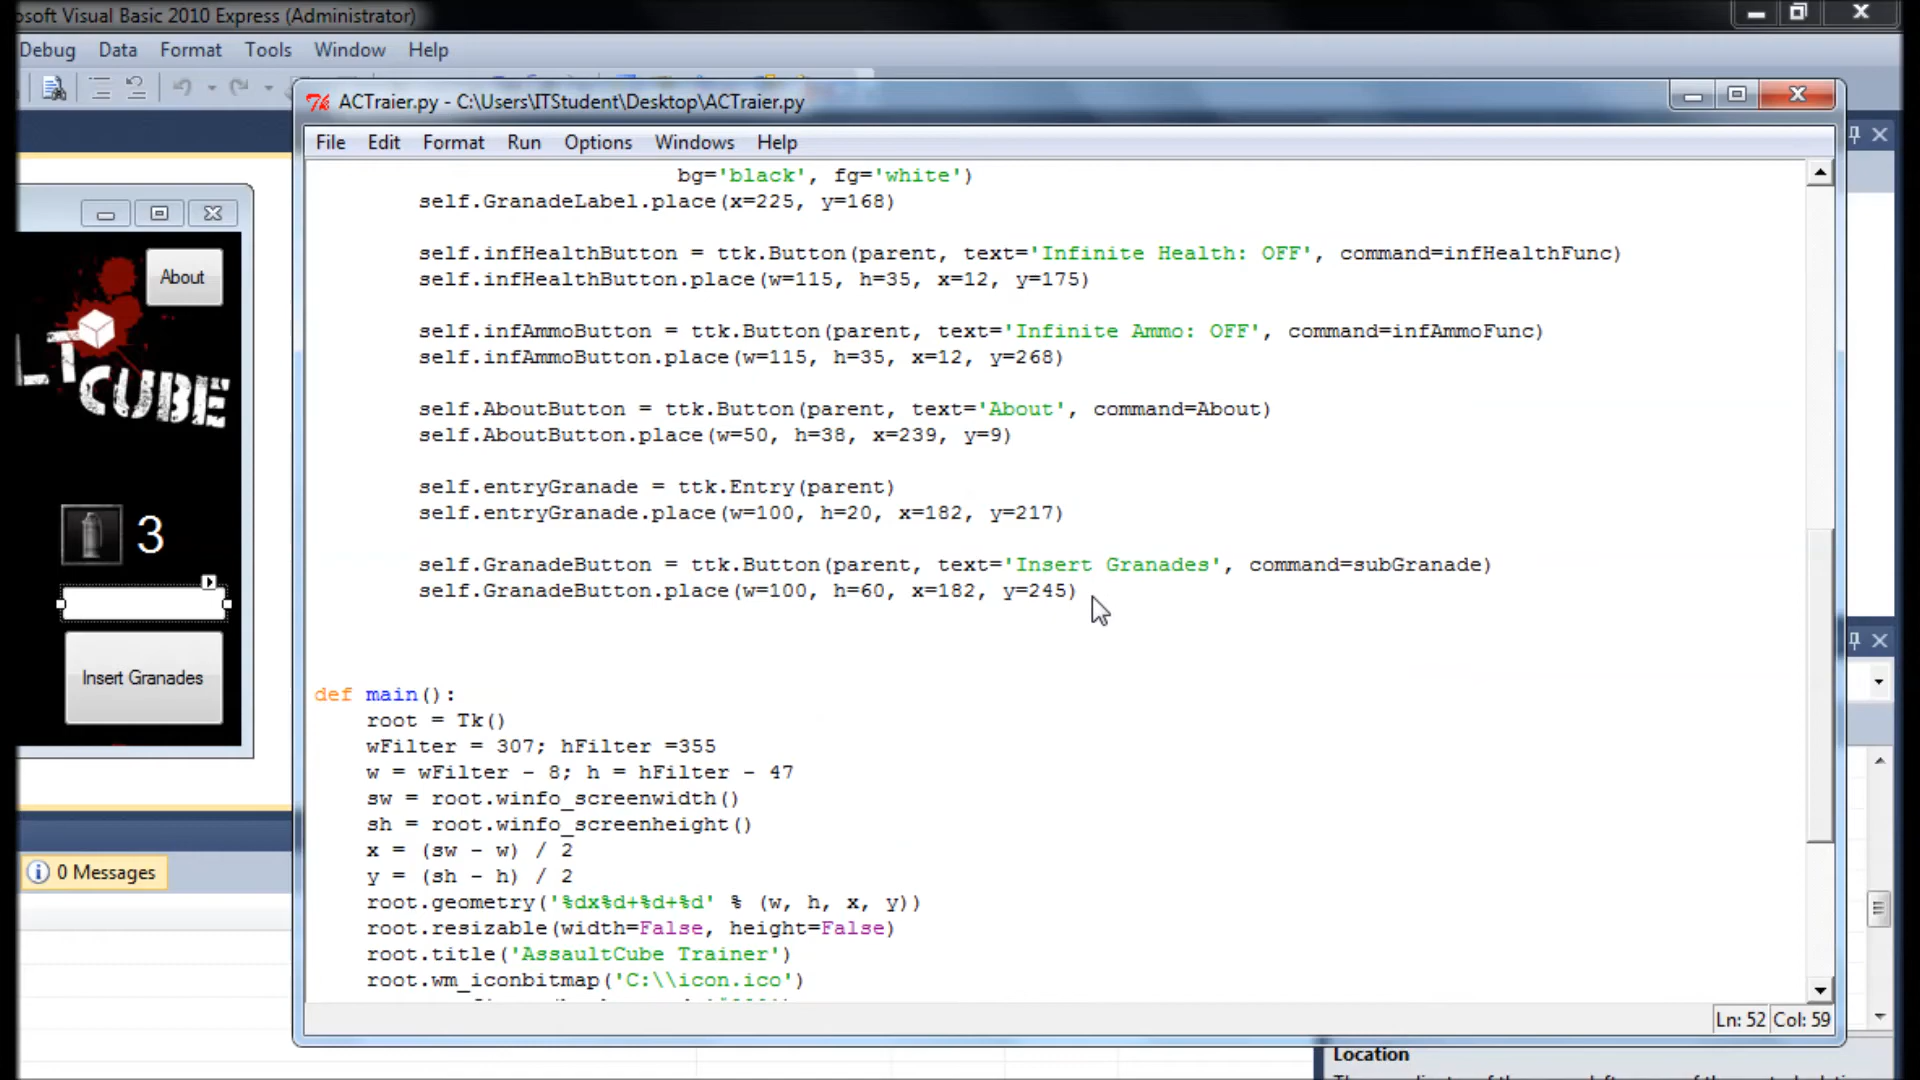 osoft Visual Basic 2010 Express (Administrator)
Debug Data Format Tools Window Help
ACTraier.py - C:\Users\ITStudent\Desktop\ACTraier.py
File Edit Format Run Options Windows Help
bg='black', fg='white')
self.GranadeLabel.place(x=225, y=168)
self.infHealthButton = ttk.Button(parent, text='Infinite Health: OFF', command=infHealthFunc)
self.infHealthButton.place(w=115, h=35, x=12, y=175)
self.infAmmoButton = ttk.Button(parent, text='Infinite Ammo: OFF', command=infAmmoFunc)
self.infAmmoButton.place(w=115, h=35, x=12, y=268)
self.AboutButton = ttk.Button(parent, text='About', command=About)
self.AboutButton.place(w=50, h=38, x=239, y=9)
self.entryGranade = ttk.Entry(parent)
self.entryGranade.place(w=100, h=20, x=182, y=217)
self.GranadeButton = ttk.Button(parent, text='Insert Granades', command=subGranade)
self.GranadeButton.place(w=100, h=60, x=182, y=245)
def main():
root = Tk()
wFilter = 307; hFilter =355
w = wFilter - 8; h = hFilter - 47
sw = root.winfo_screenwidth()
sh = root.winfo_screenheight()
x = (sw - w) / 2
y = (sh - h) / 2
root.geometry('%dx%d+%d+%d' % (w, h, x, y))
root.resizable(width=False, height=False)
root.title('AssaultCube Trainer')
root.wm_iconbitmap('C:\\icon.ico')
Ln: 52 Col: 59
About
LT
CUBE
3
Insert Granades
0 Messages
Location